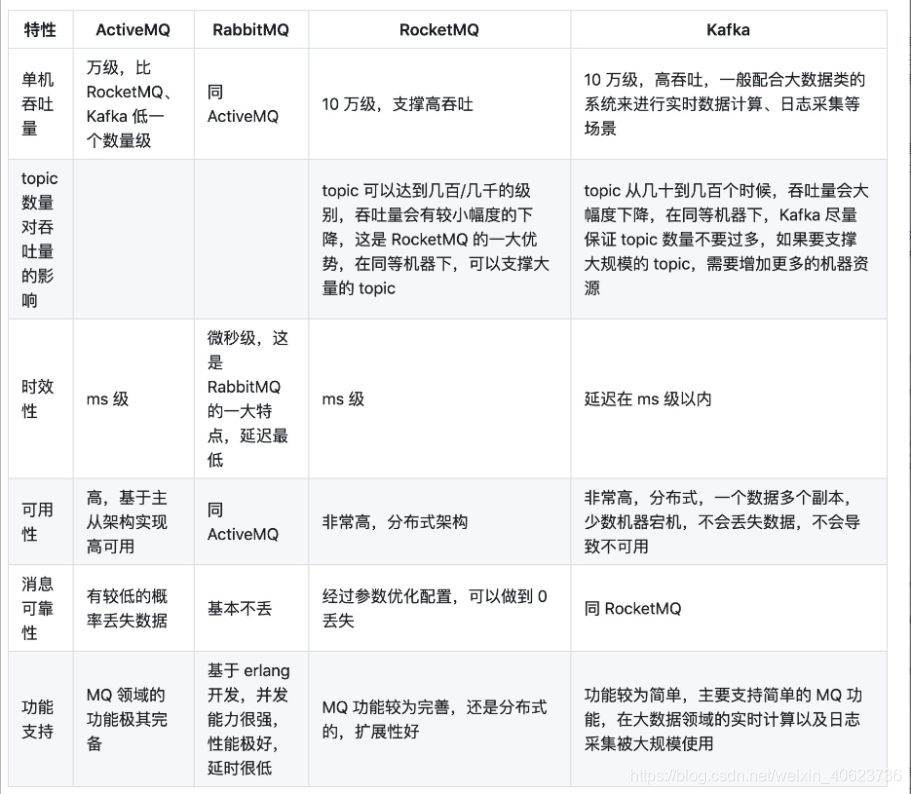 特性 ActiveMQ RabbitMQ RocketMQ Kafka
单机
吞吐
量
万级，比
RocketMQ、
Kafka 低一
个数量级
同
ActiveMQ
10 万级，支撑高吞吐
10 万级，高吞吐，一般配合大数据类的
系统来进行实时数据计算、日志采集等
场景
topic
数量
对吞
吐量
的影
响
topic 可以达到几百/几千的级
别，吞吐量会有较小幅度的下
降，这是 RocketMQ 的一大优
势，在同等机器下，可以支撑大
量的 topic
topic 从几十到几百个时候，吞吐量会大
幅度下降，在同等机器下，Kafka 尽量
保证 topic 数量不要过多，如果要支撑
大规模的 topic，需要增加更多的机器资
源
时效
性
ms 级
微秒级，这
是
RabbitMQ
的一大特
点，延迟最
低
ms 级
延迟在 ms 级以内
可用
性
高，基于主
从架构实现
高可用
同
ActiveMQ
非常高，分布式架构
非常高，分布式，一个数据多个副本，
少数机器宕机，不会丢失数据，不会导
致不可用
消息
可靠
性
有较低的概
率丢失数据
基本不丢
经过参数优化配置，可以做到 0
丢失
同 RocketMQ
功能
支持
MQ 领域的
功能极其完
备
基于 erlang
开发，并发
能力很强，
性能极好，
延时很低
MQ 功能较为完善，还是分布式
的，扩展性好
功能较为简单，主要支持简单的 MQ 功
能，在大数据领域的实时计算以及日志
采集被大规模使用
https://blog.csdn.net/weixin_40623736